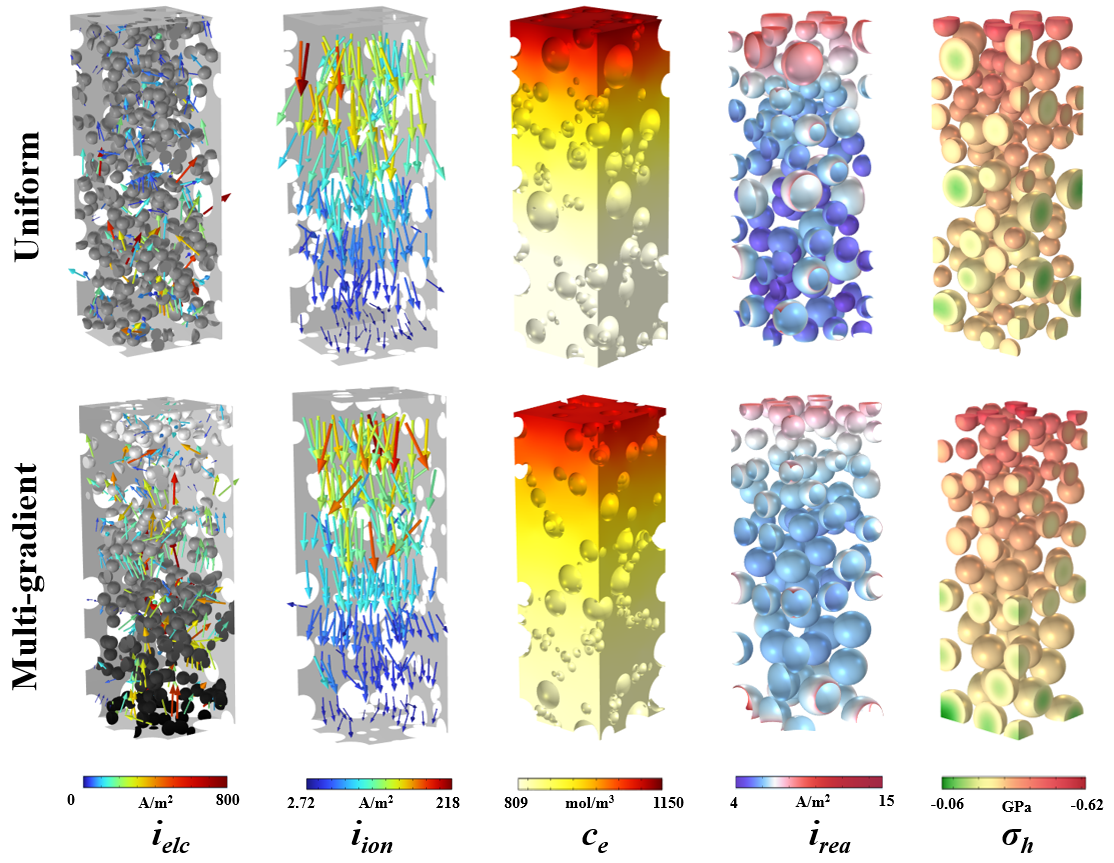 Uniform
Multi-gradient
0 A/m² 800
2.72 A/m² 218
809 mol/m³ 1150
4 A/m² 15
-0.06 GPa -0.62
i_elc
i_ion
c_e
i_rea
σ_h